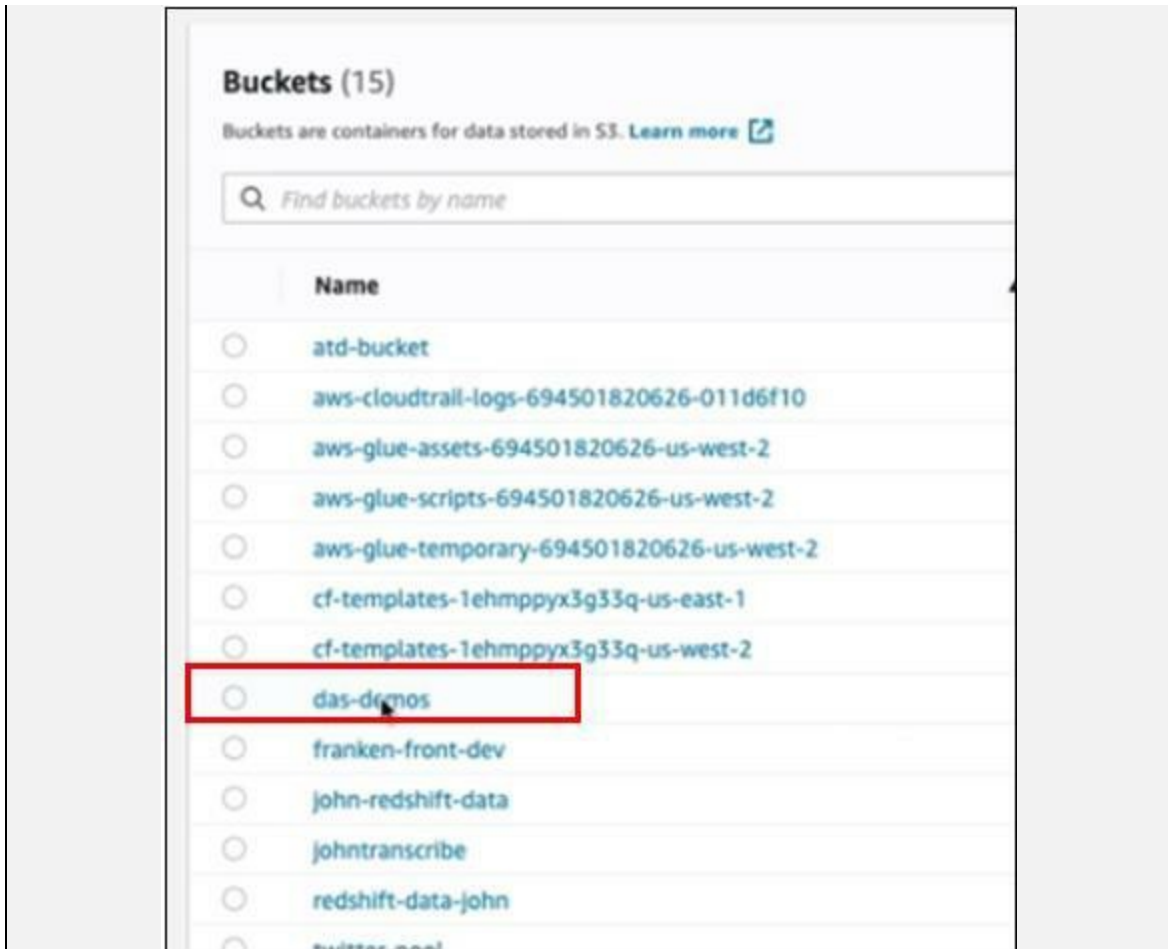 Buckets (15)
Buckets are containers for data stored in S3. Learn more
Find buckets by name
Name
atd-bucket
aws-cloudtrail-logs-694501820626-011d6f10
aws-glue-assets-694501820626-us-west-2
aws-glue-scripts-694501820626-us-west-2
aws-glue-temporary-694501820626-us-west-2
cf-templates-1ehmppyx3g33q-us-east-1
cf-templates-1ehmppyx3g33q-us-west-2
das-demos
franken-front-dev
john-redshift-data
johntranscribe
redshift-data-john